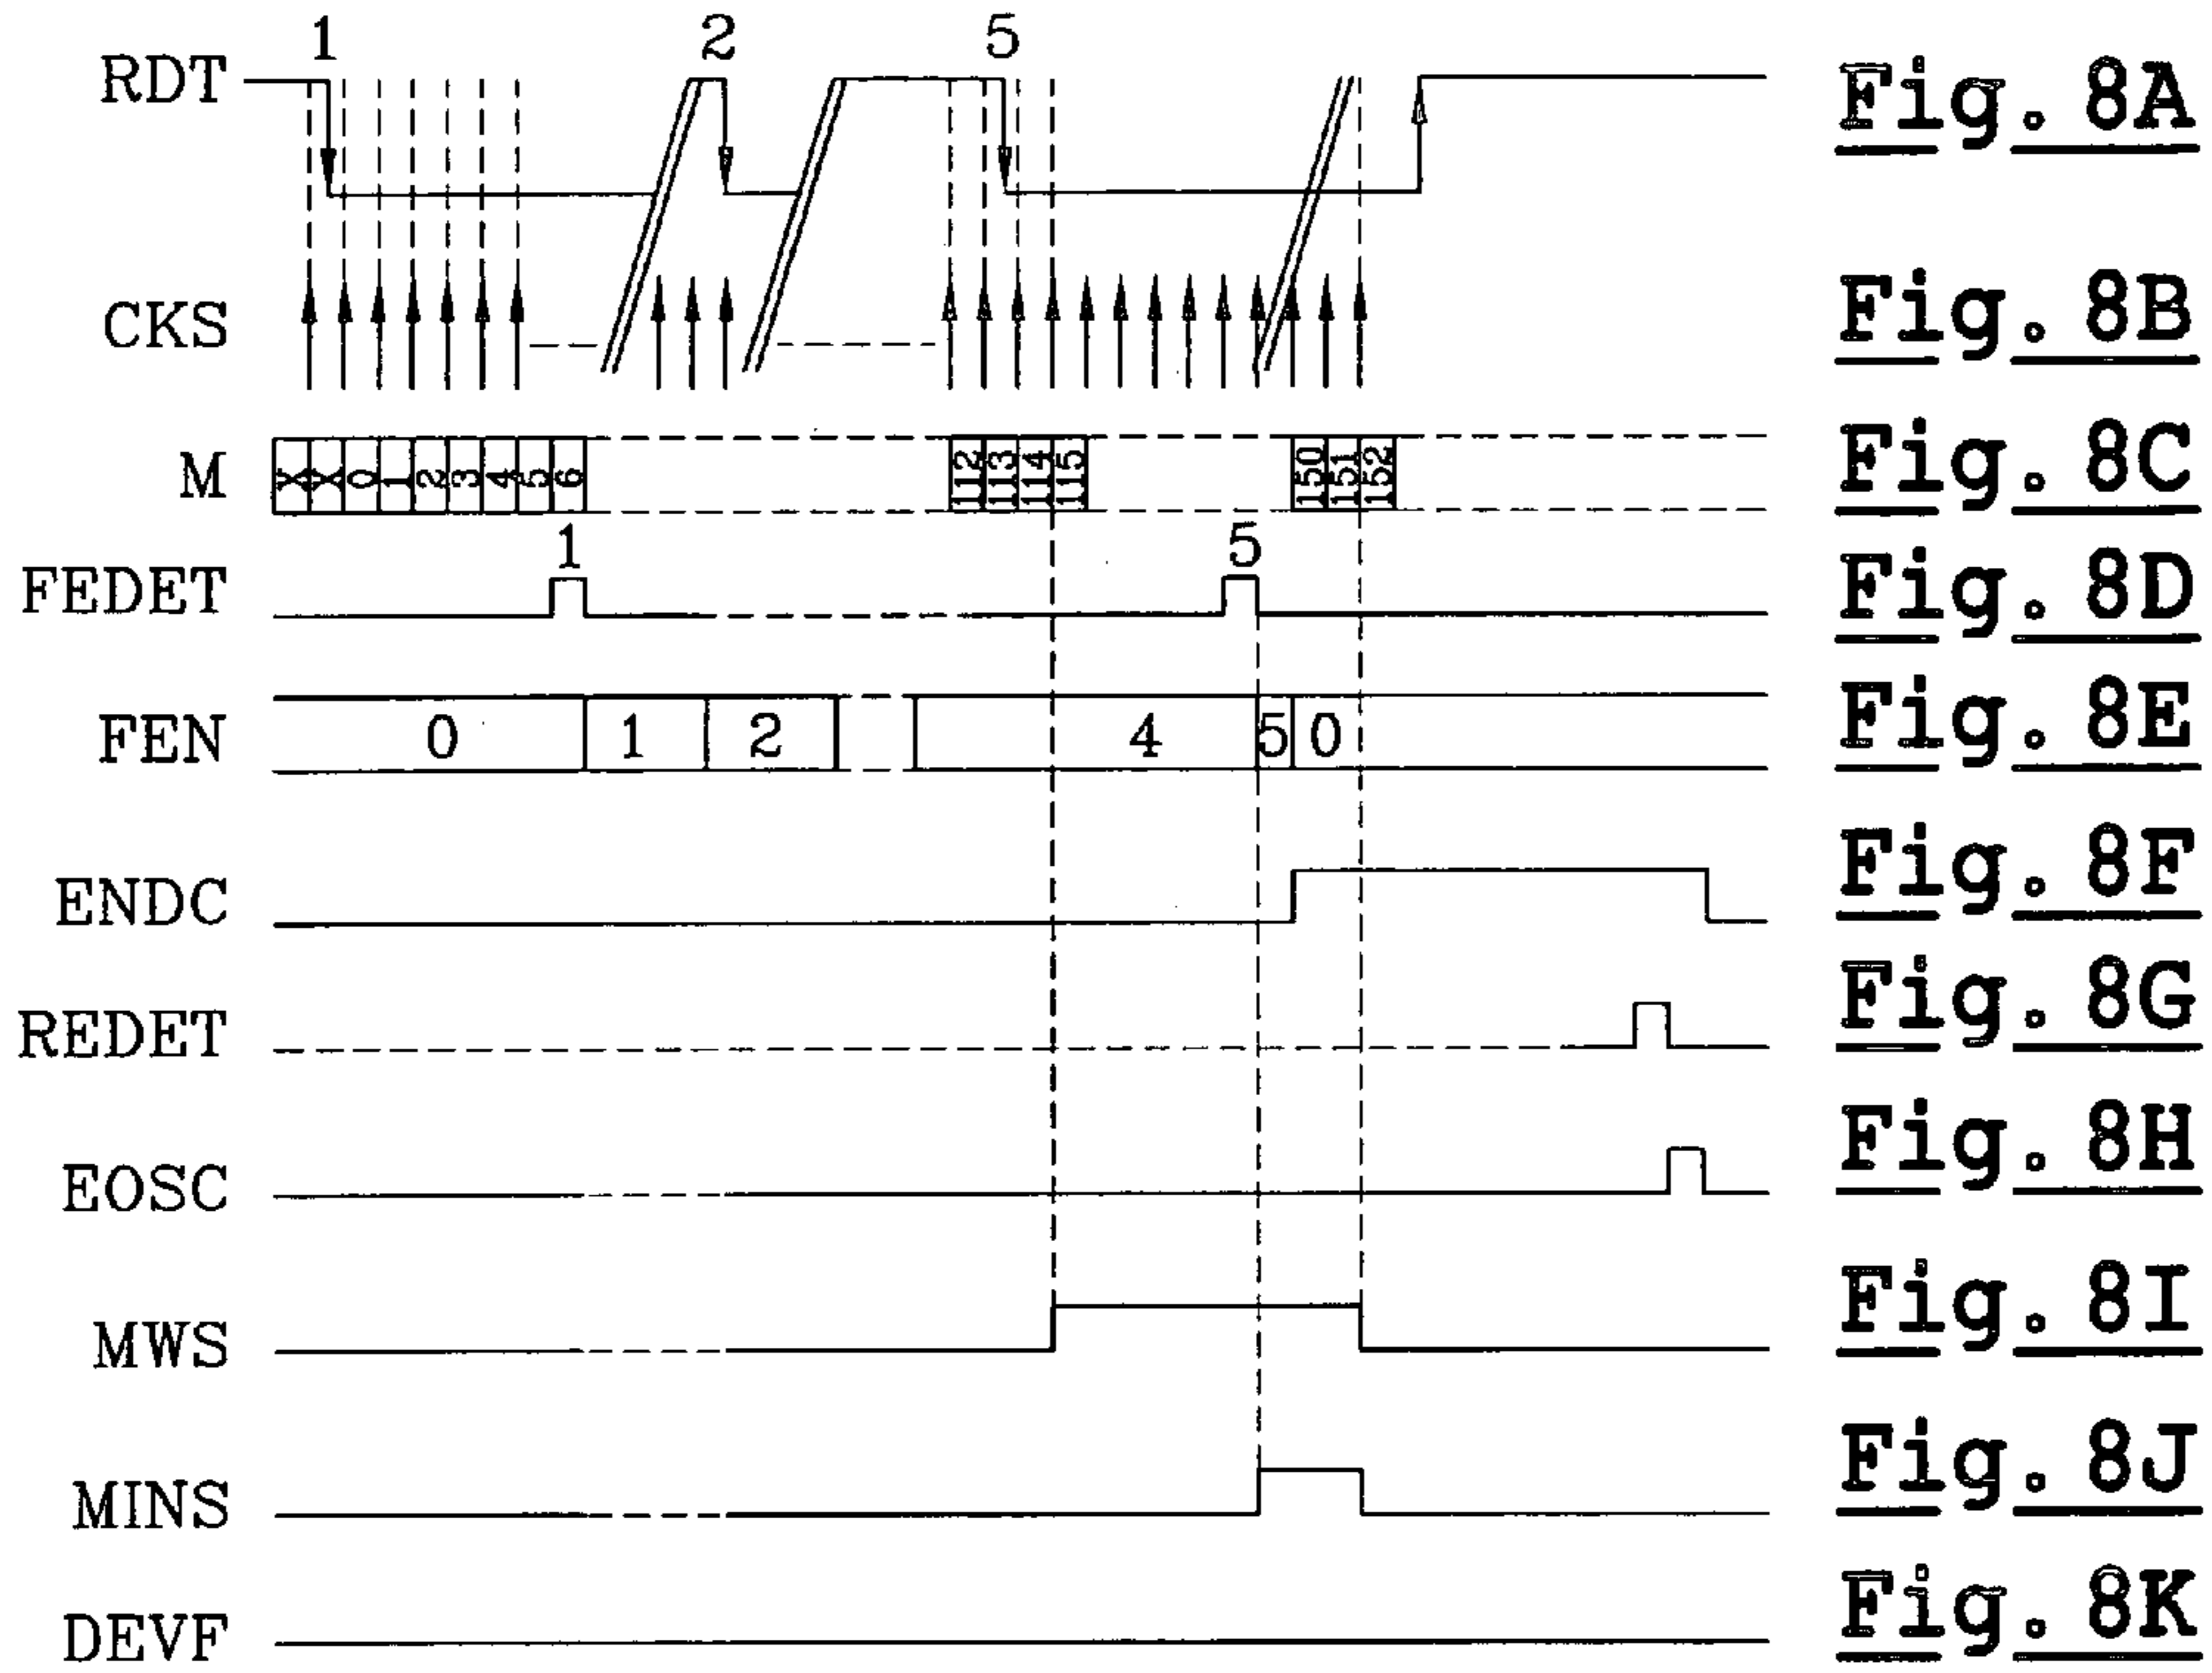 1 2 5
RDT Fig. 8A
CKS Fig. 8B
M X X 0 1 2 3 4 5 6 112 113 114 115 150 151 152 Fig. 8C
1 5
FEDET Fig. 8D
FEN 0 1 2 4 5 0 Fig. 8E
ENDC Fig. 8F
REDET Fig. 8G
EOSC Fig. 8H
MWS Fig. 8I
MINS Fig. 8J
DEVF Fig. 8K